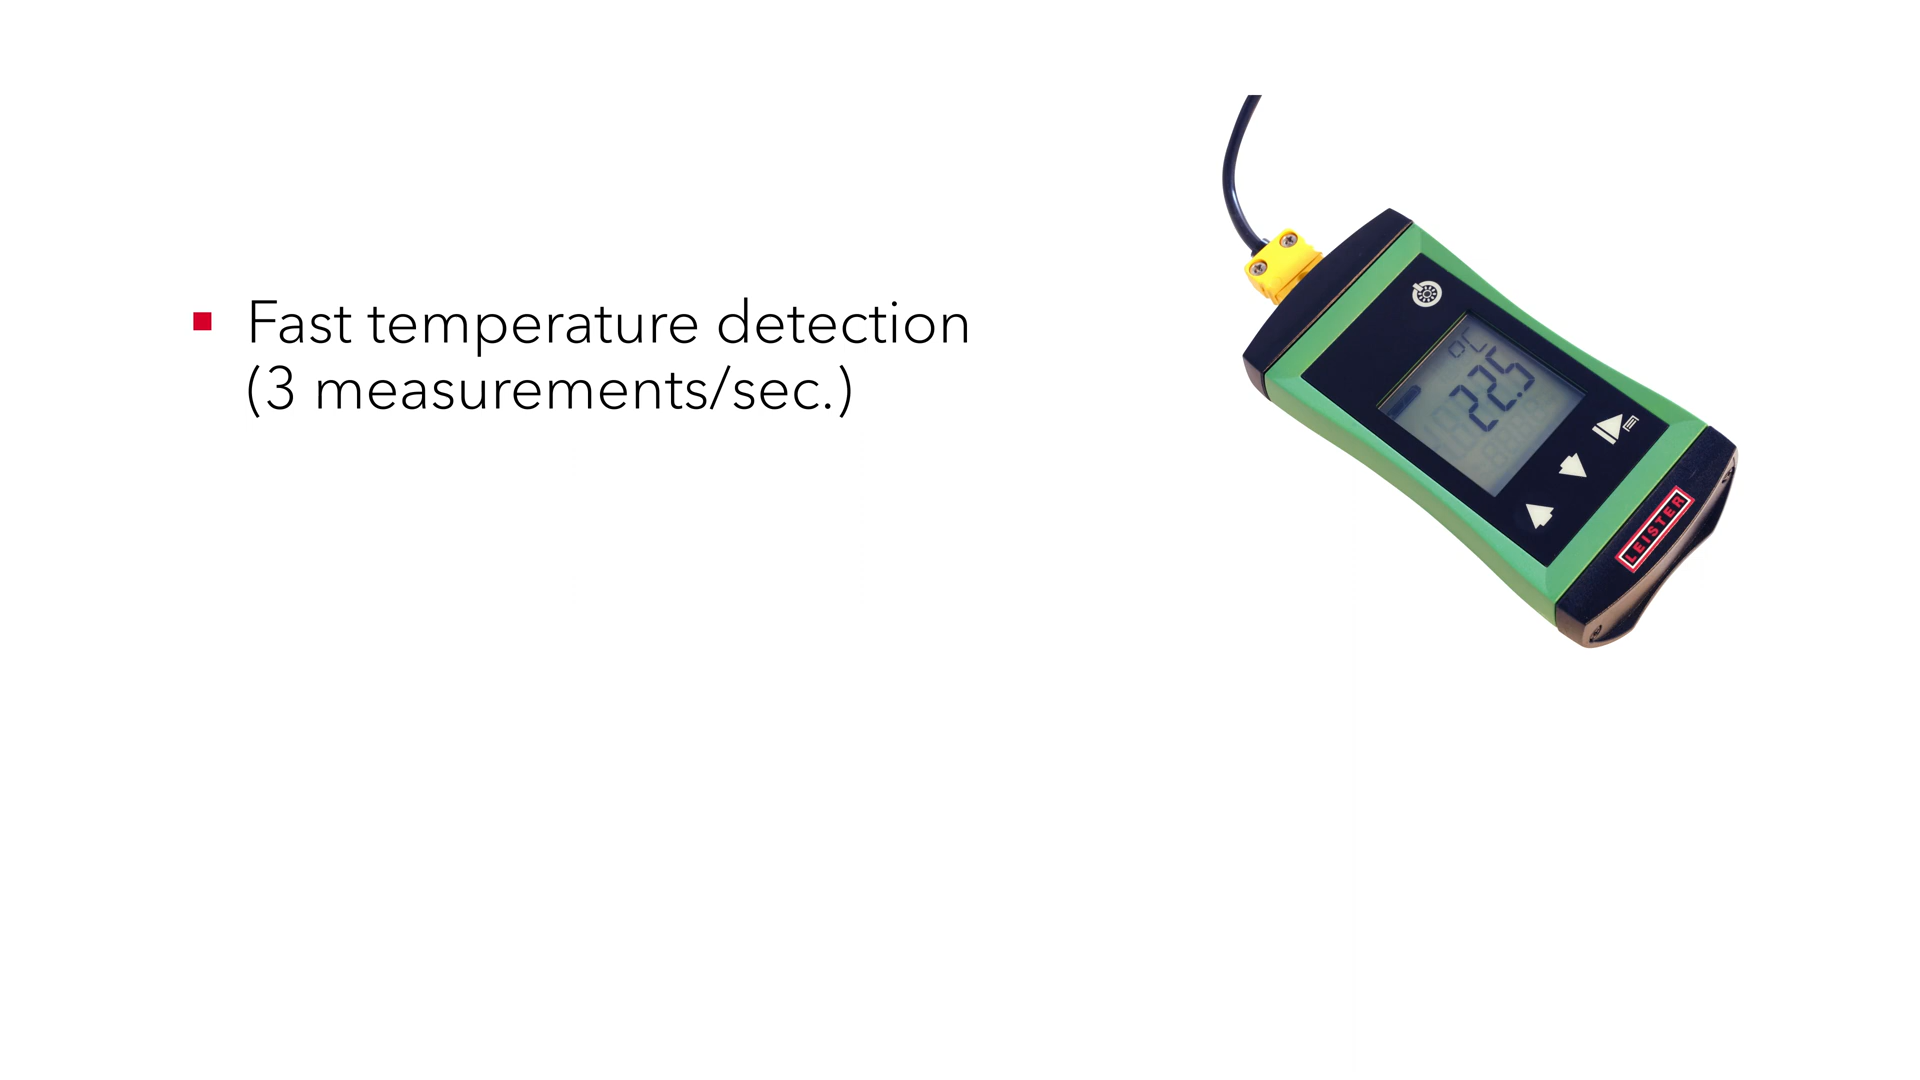 Fast temperature detection
(3 measurements/sec.)
°C
22.5
LEISTER